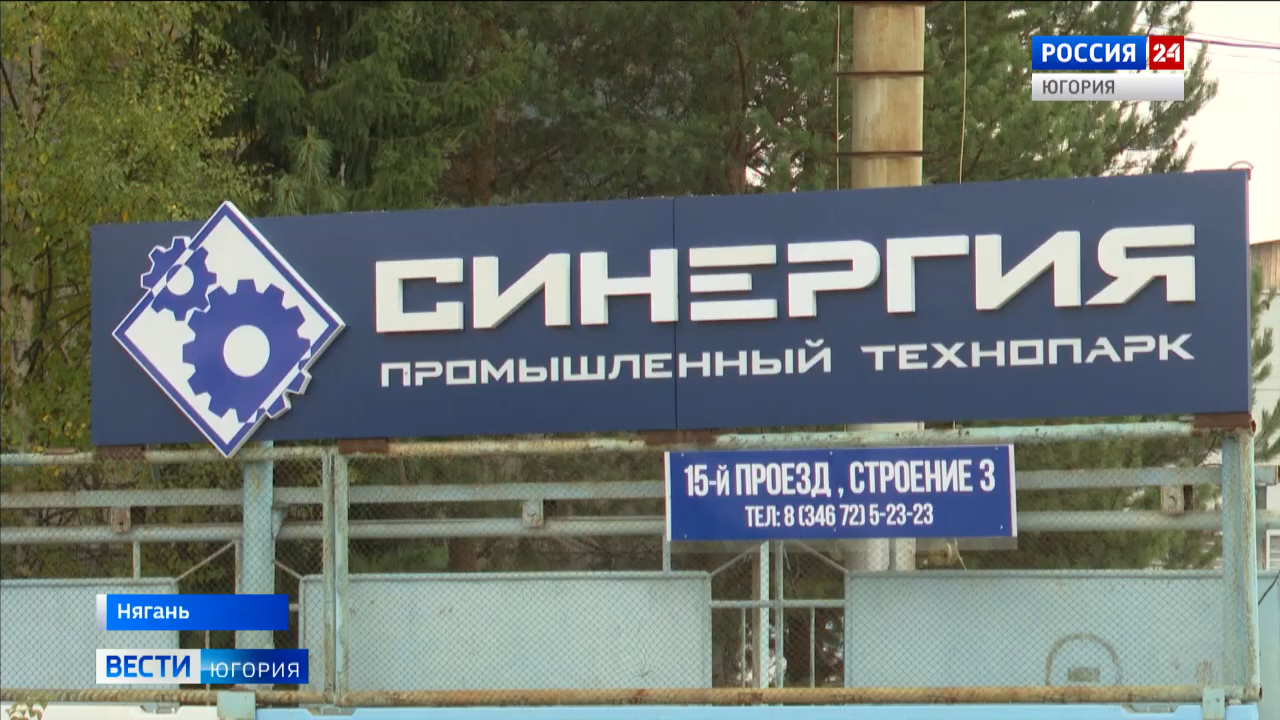 РОССИЯ 24
ЮГОРИЯ
СИНЕРГИЯ
ПРОМЫШЛЕННЫЙ ТЕХНОПАРК
15-й ПРОЕЗД , СТРОЕНИЕ 3
ТЕЛ: 8 (346 72) 5-23-23
Нягань
ВЕСТИ ЮГОРИЯ